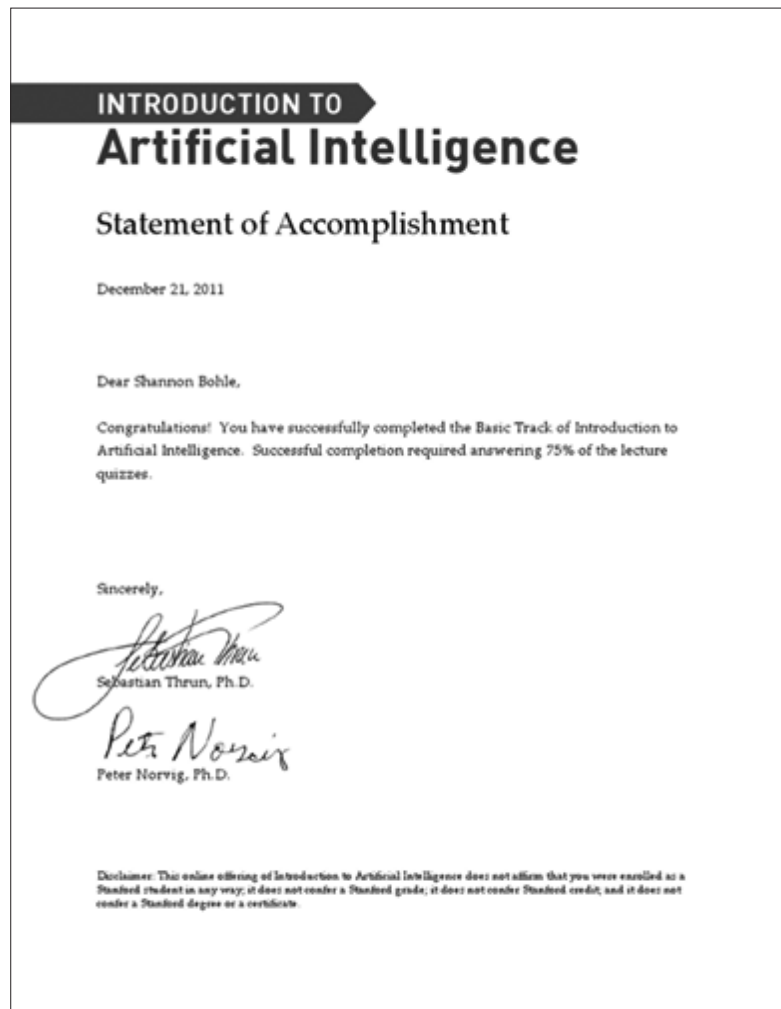 INTRODUCTION TO
Artificial Intelligence
Statement of Accomplishment
December 21, 2011
Dear Shannon Bohle,
Congratulations! You have successfully completed the Basic Track of Introduction to
Artificial Intelligence. Successful completion required answering 75% of the lecture
quizzes.
Sincerely,
Sebastian Thrun
Sebastian Thrun, Ph.D.
Peter Norvig
Peter Norvig, Ph.D.
Disclaimer: This online offering of Introduction to Artificial Intelligence does not affirm that you were enrolled as a
Stanford student in any way; it does not confer a Stanford grade; it does not confer Stanford credit; and it does not
confer a Stanford degree or a certificate.